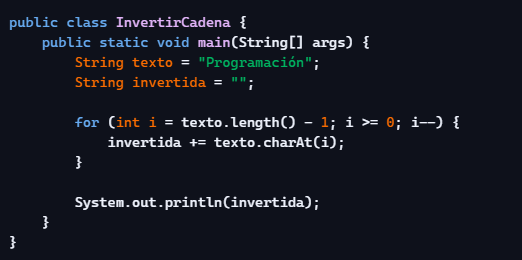 public class InvertirCadena {
    public static void main(String[] args) {
        String texto = "Programación";
        String invertida = "";

        for (int i = texto.length() - 1; i >= 0; i--) {
            invertida += texto.charAt(i);
        }

        System.out.println(invertida);
    }
}